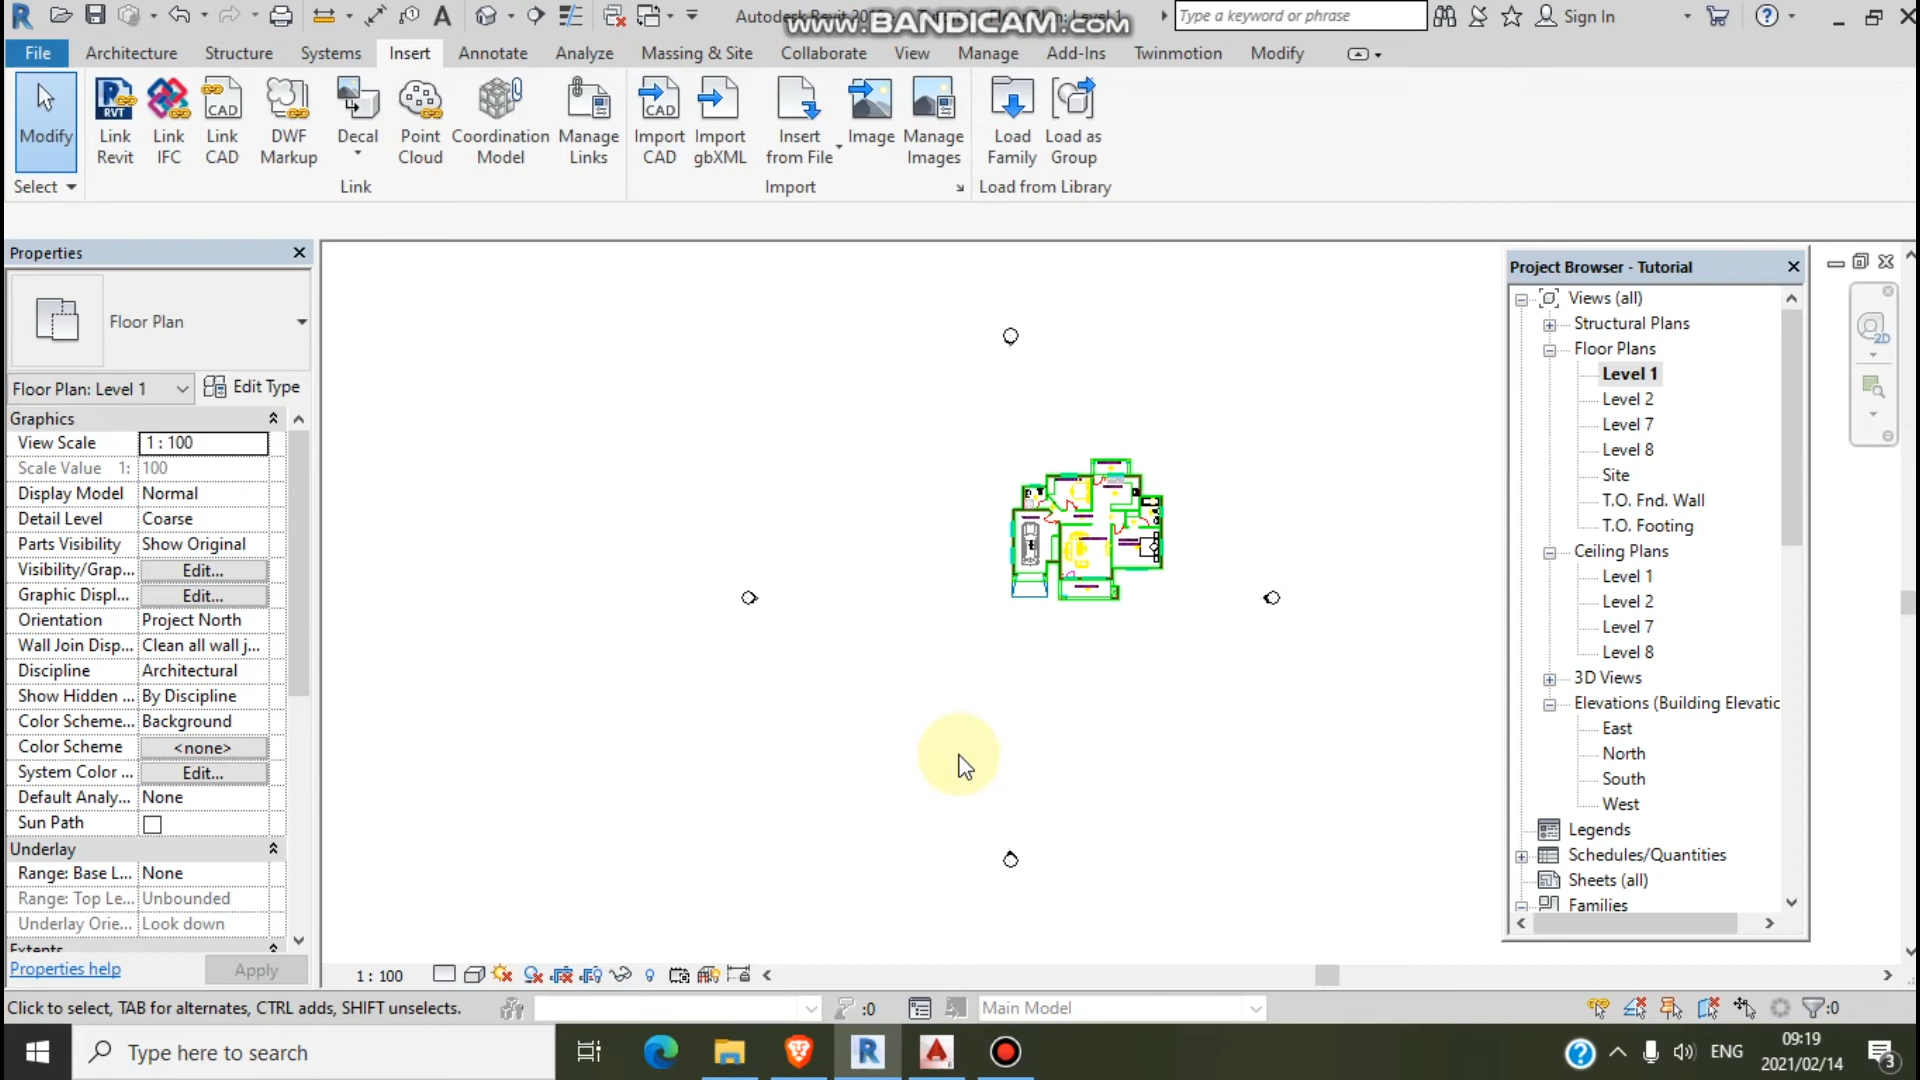 Autodesk Revit 20
www.BANDICAM.com
Type a keyword or phrase
Sign In
File
Architecture
Structure
Systems
Insert
Annotate
Analyze
Massing & Site
Collaborate
View
Manage
Add-Ins
Twinmotion
Modify
Modify
Link
Revit
Link
IFC
Link
CAD
DWF
Markup
Decal
Point
Cloud
Coordination
Model
Manage
Links
Import
CAD
Import
gbXML
Insert
from File
Image
Manage
Images
Load
Family
Load as
Group
Select
Link
Import
Load from Library
Properties
Floor Plan
Floor Plan: Level 1
Edit Type
Graphics
View Scale 1 : 100
Scale Value 1: 100
Display Model Normal
Detail Level Coarse
Parts Visibility Show Original
Visibility/Grap... Edit...
Graphic Displ... Edit...
Orientation Project North
Wall Join Disp... Clean all wall j...
Discipline Architectural
Show Hidden ... By Discipline
Color Scheme... Background
Color Scheme <none>
System Color ... Edit...
Default Analy... None
Sun Path
Underlay
Range: Base L... None
Range: Top Le... Unbounded
Underlay Orie... Look down
Extents
Properties help
Apply
Project Browser - Tutorial
Views (all)
Structural Plans
Floor Plans
Level 1
Level 2
Level 7
Level 8
Site
T.O. Fnd. Wall
T.O. Footing
Ceiling Plans
Level 1
Level 2
Level 7
Level 8
3D Views
Elevations (Building Elevatio
East
North
South
West
Legends
Schedules/Quantities
Sheets (all)
Families
1 : 100
Click to select, TAB for alternates, CTRL adds, SHIFT unselects.
:0
Main Model
:0
Type here to search
ENG
09:19
2021/02/14
3